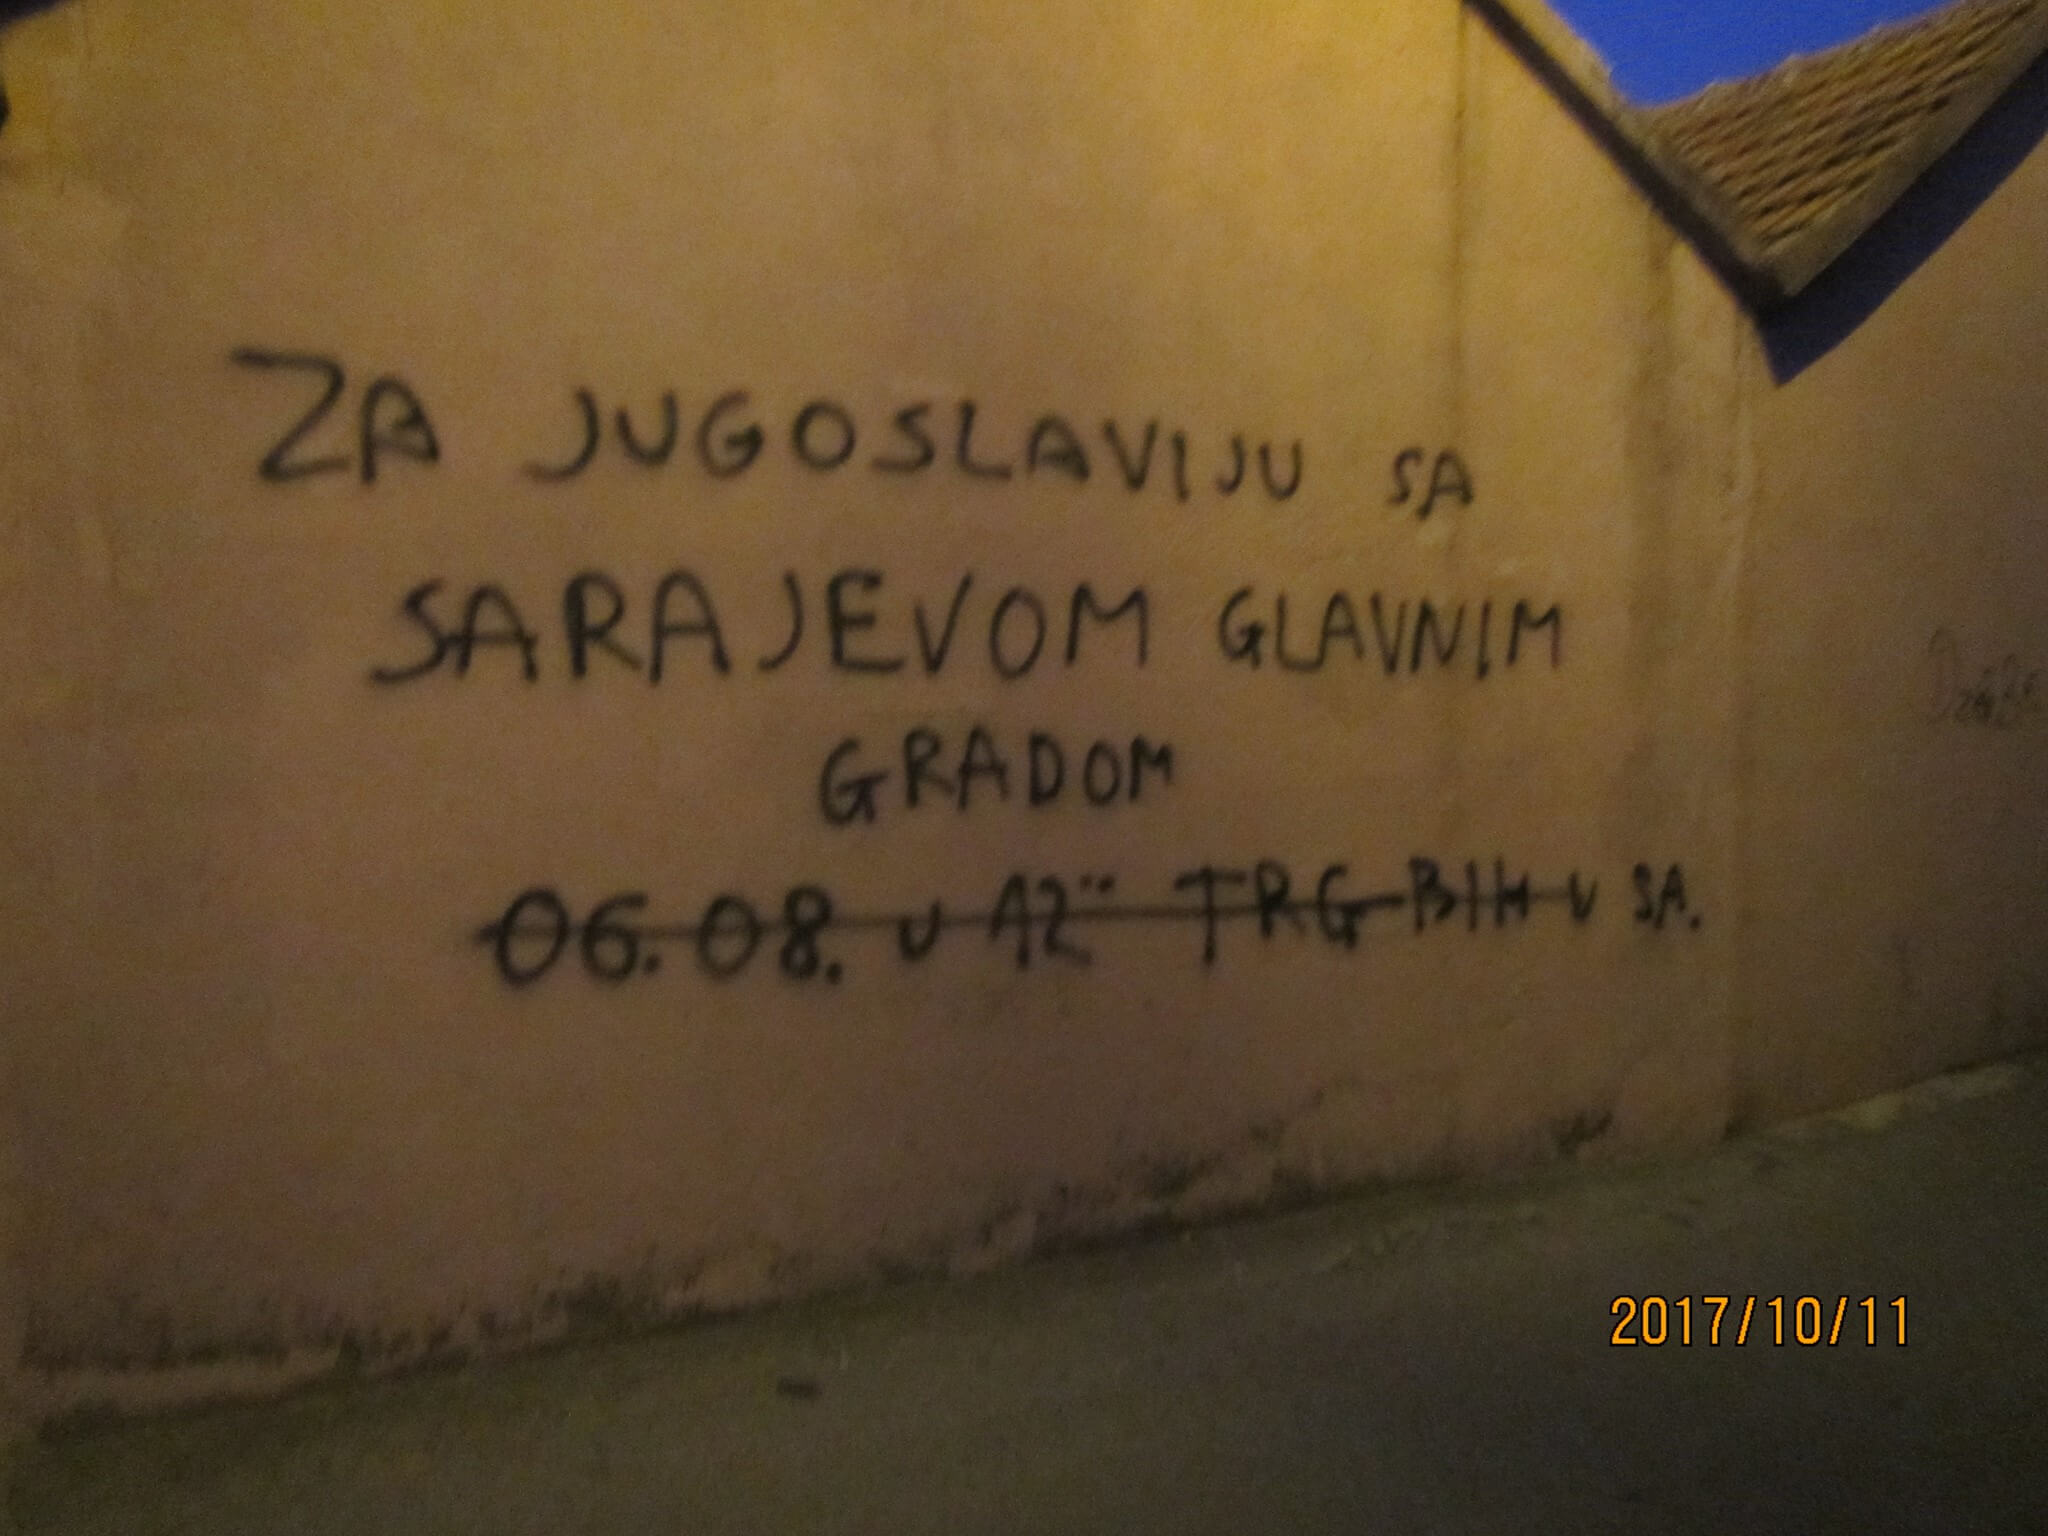 ZA JUGOSLAVIJU SA
SARAJEVOM GLAVNIM
GRADOM
06.08. u 12°° TRG BIH U SA.
2017/10/11